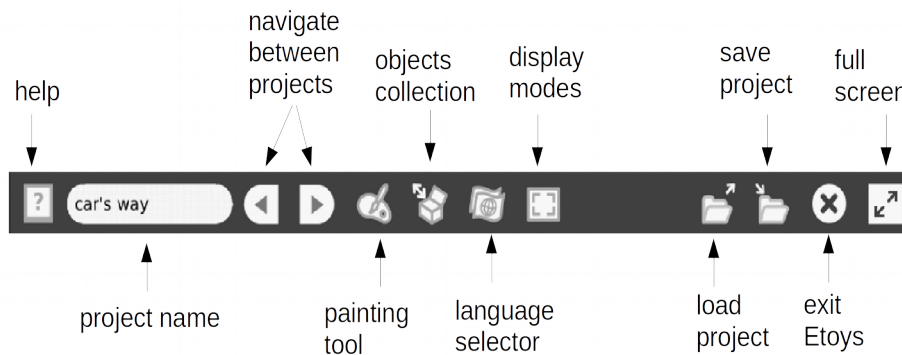 help
navigate
between
projects
objects
collection
display
modes
save
project
full
screen
?
car's way
project name
painting
tool
language
selector
load
project
exit
Etoys